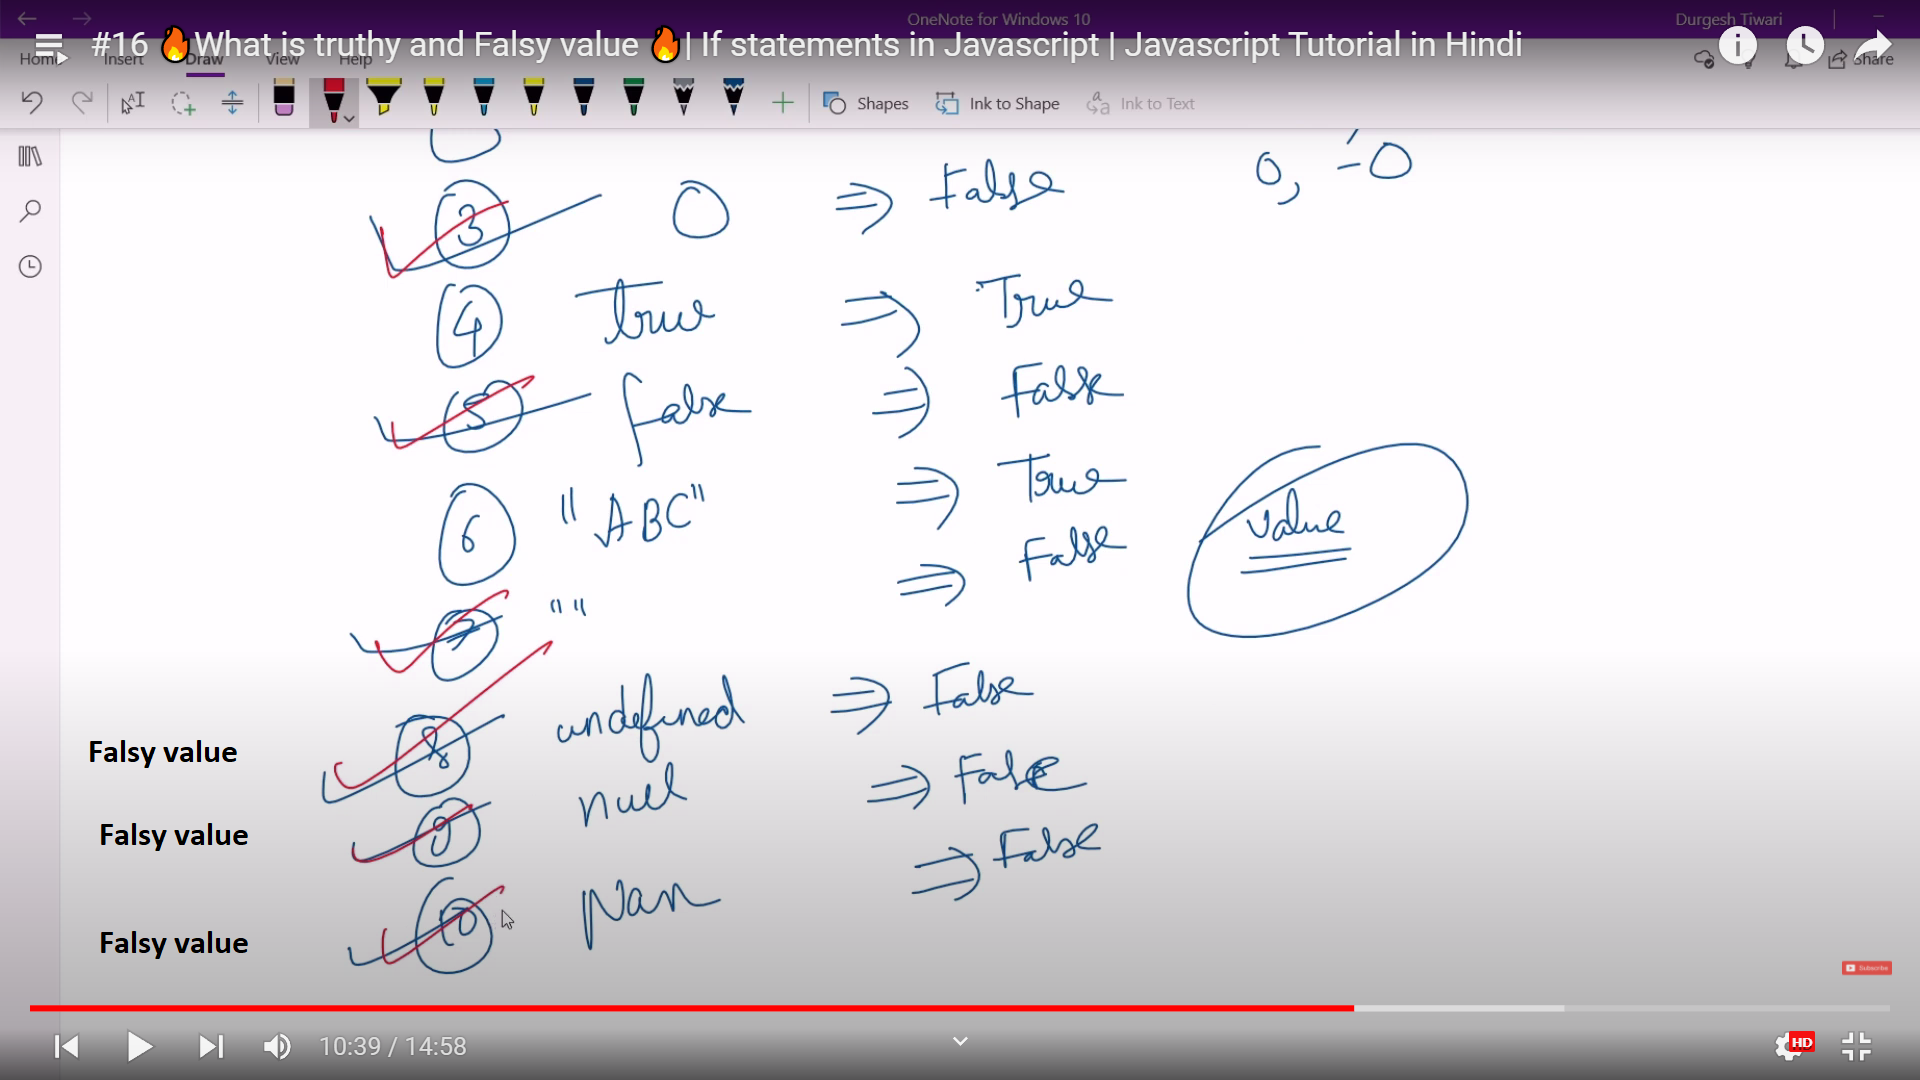 OneNote for Windows 10
Durgesh Tiwari
#16 🔥What is truthy and Falsy value 🔥| If statements in Javascript | Javascript Tutorial in Hindi
Home Insert Draw View Help
Share
Shapes Ink to Shape Ink to Text
3 0 ⇒ False 0, -0
4 true ⇒ True
5 false ⇒ False
6 "ABC" ⇒ True
value
7 "" ⇒ False
8 undefined ⇒ False
Falsy value
9 null ⇒ False
Falsy value
10 Nan ⇒ False
Falsy value
Subscribe
10:39 / 14:58
HD